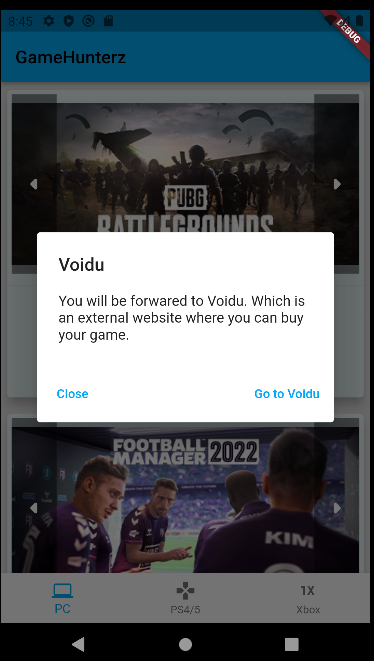 8:45
DEBUG
GameHunterz
PUBG
BATTLEGROUNDS
Voidu
You will be forwared to Voidu. Which is
an external website where you can buy
your game.
Close
Go to Voidu
FOOTBALL
MANAGER 2022
KIM
1X
PC
PS4/5
Xbox